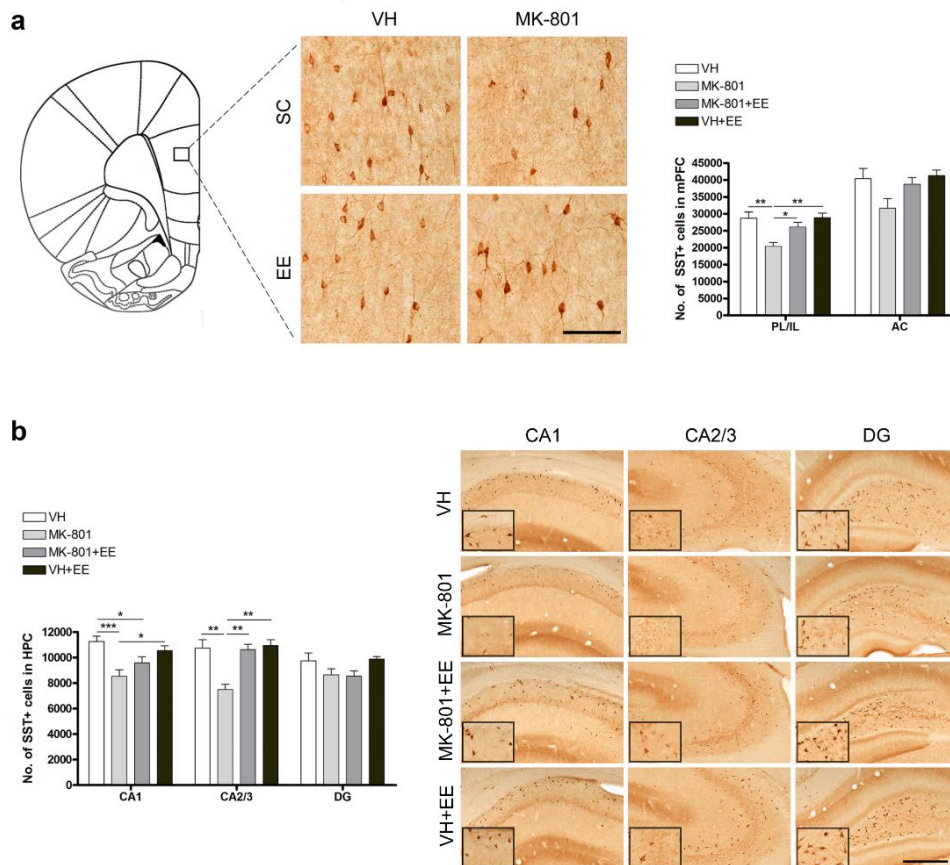 a
VH
MK-801
SC
EE
VH
MK-801
MK-801+EE
VH+EE
No. of SST+ cells in mPFC
45000
40000
35000
30000
25000
20000
15000
10000
5000
0
**
*
**
PL/IL
AC
b
VH
MK-801
MK-801+EE
VH+EE
No. of SST+ cells in HPC
12000
10000
8000
6000
4000
2000
0
*
***
*
**
**
**
CA1
CA2/3
DG
CA1
CA2/3
DG
VH
MK-801
MK-801+EE
VH+EE